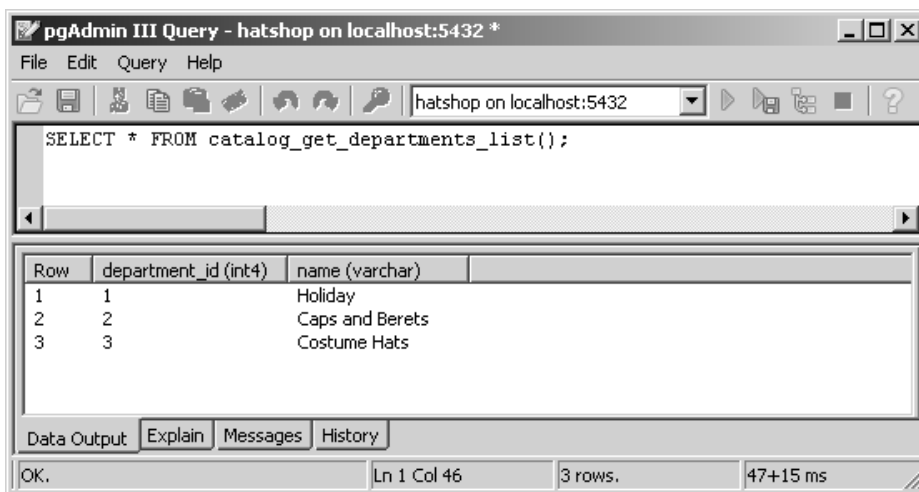 pgAdmin III Query - hatshop on localhost:5432 *
File Edit Query Help
hatshop on localhost:5432
SELECT * FROM catalog_get_departments_list();
Row department_id (int4) name (varchar)
1 1 Holiday
2 2 Caps and Berets
3 3 Costume Hats
Data Output Explain Messages History
OK. Ln 1 Col 46 3 rows. 47+15 ms